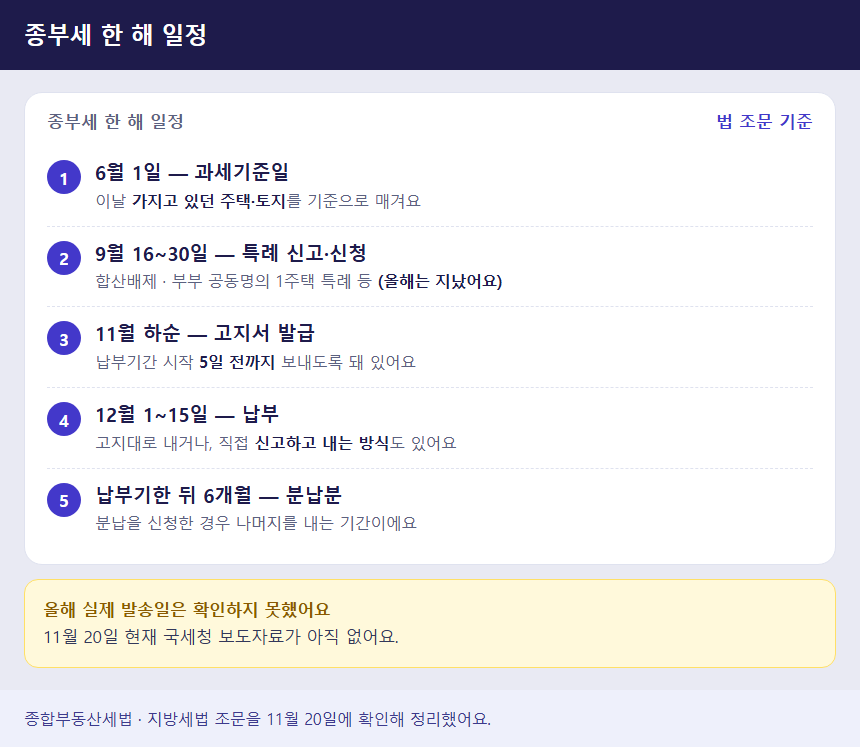 종부세 한 해 일정
종부세 한 해 일정
법 조문 기준
1
6월 1일 — 과세기준일
이날 가지고 있던 주택·토지를 기준으로 매겨요
2
9월 16~30일 — 특례 신고·신청
합산배제 · 부부 공동명의 1주택 특례 등 (올해는 지났어요)
3
11월 하순 — 고지서 발급
납부기간 시작 5일 전까지 보내도록 돼 있어요
4
12월 1~15일 — 납부
고지대로 내거나, 직접 신고하고 내는 방식도 있어요
5
납부기한 뒤 6개월 — 분납분
분납을 신청한 경우 나머지를 내는 기간이에요
올해 실제 발송일은 확인하지 못했어요
11월 20일 현재 국세청 보도자료가 아직 없어요.
종합부동산세법 · 지방세법 조문을 11월 20일에 확인해 정리했어요.